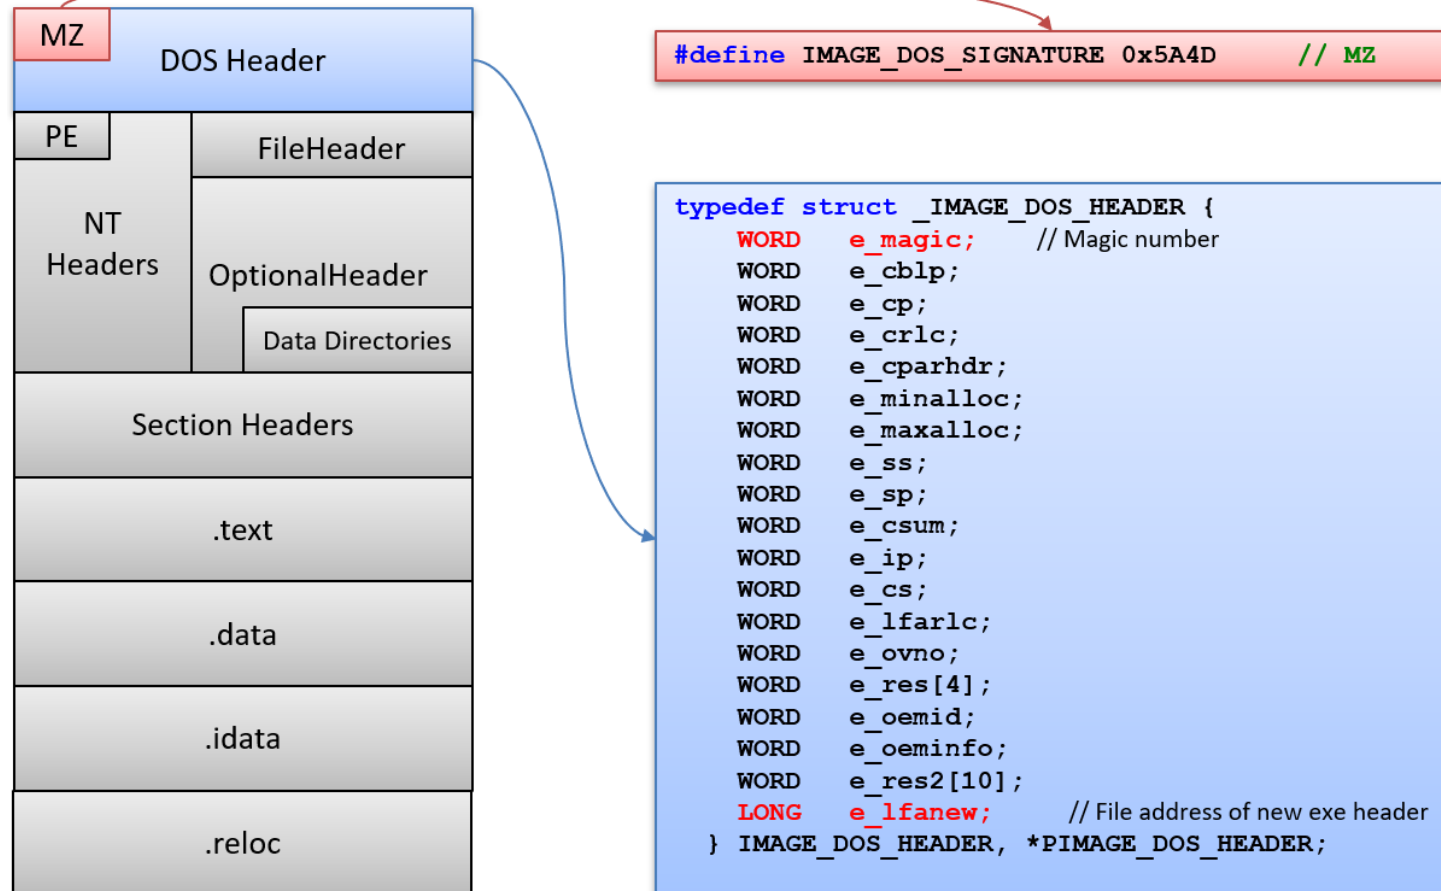 MZ
DOS Header
PE
FileHeader
NT
Headers
OptionalHeader
Data Directories
Section Headers
.text
.data
.idata
.reloc
#define IMAGE_DOS_SIGNATURE 0x5A4D // MZ
typedef struct _IMAGE_DOS_HEADER {
WORD e_magic; // Magic number
WORD e_cblp;
WORD e_cp;
WORD e_crlc;
WORD e_cparhdr;
WORD e_minalloc;
WORD e_maxalloc;
WORD e_ss;
WORD e_sp;
WORD e_csum;
WORD e_ip;
WORD e_cs;
WORD e_lfarlc;
WORD e_ovno;
WORD e_res[4];
WORD e_oemid;
WORD e_oeminfo;
WORD e_res2[10];
LONG e_lfanew; // File address of new exe header
} IMAGE_DOS_HEADER, *PIMAGE_DOS_HEADER;